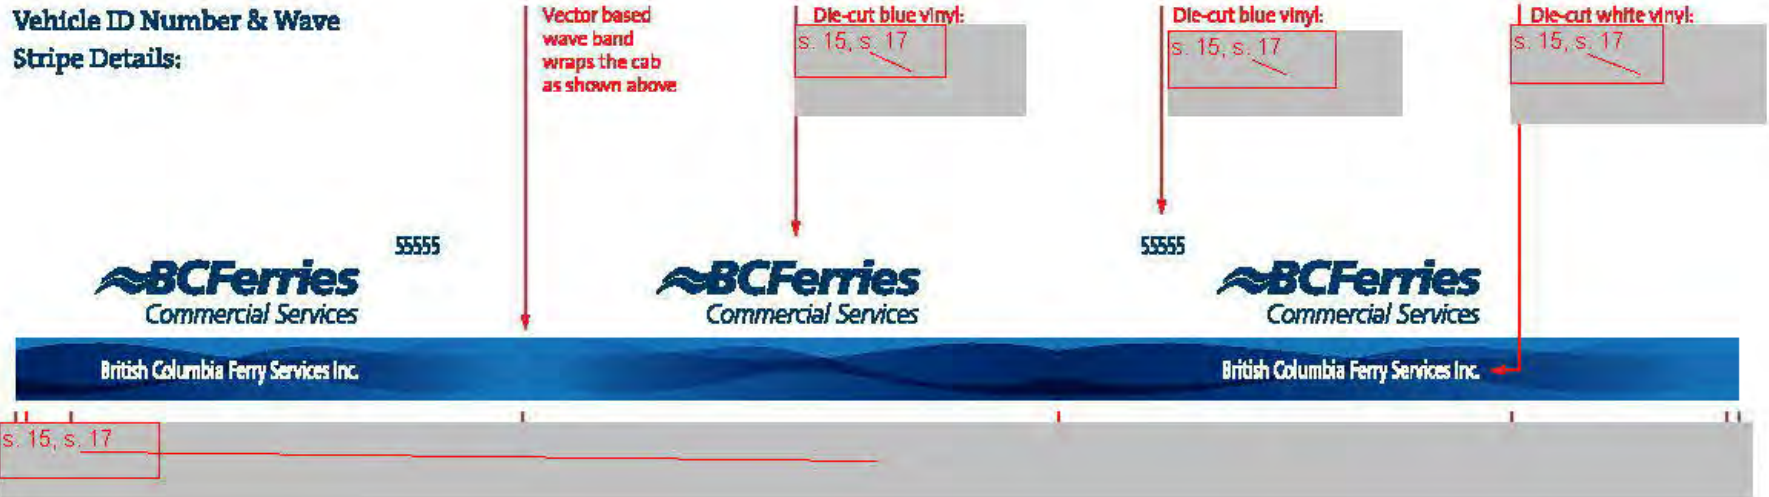 Vehicle ID Number & Wave
Stripe Details:
Vector based
wave band
wraps the cab
as shown above
Die-cut blue vinyl:
s. 15, s. 17
Die-cut blue vinyl:
s. 15, s. 17
Die-cut white vinyl:
s. 15, s. 17
55555
BCFerries
Commercial Services
BCFerries
Commercial Services
55555
BCFerries
Commercial Services
British Columbia Ferry Services Inc.
British Columbia Ferry Services Inc.
s. 15, s. 17